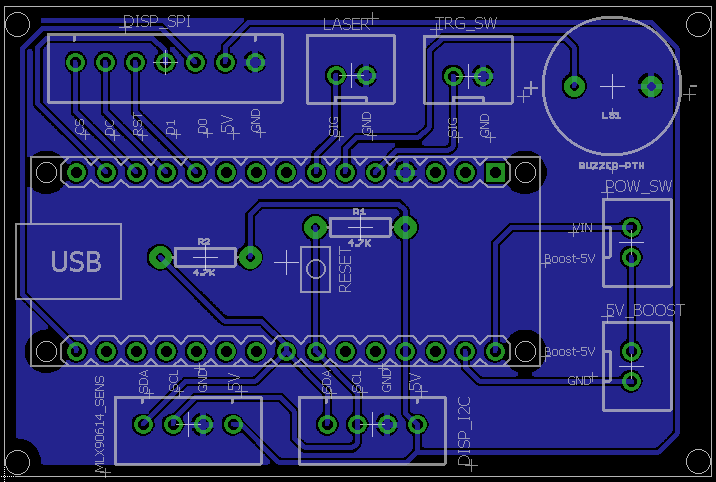 DISP_SPI
LASER
TRG_SW
CS
DC
RST
D1
D0
5V
GND
SIG
GND
SIG
GND
LS1
BUZZER-PTH
POW_SW
VIN
Boost-5V
R1
4.7K
R2
4.7K
RESET
USB
5V_BOOST
Boost-5V
GND
MLX90614_SENS
SDA
SCL
GND
5V
SDA
SCL
GND
5V
DISP_I2C